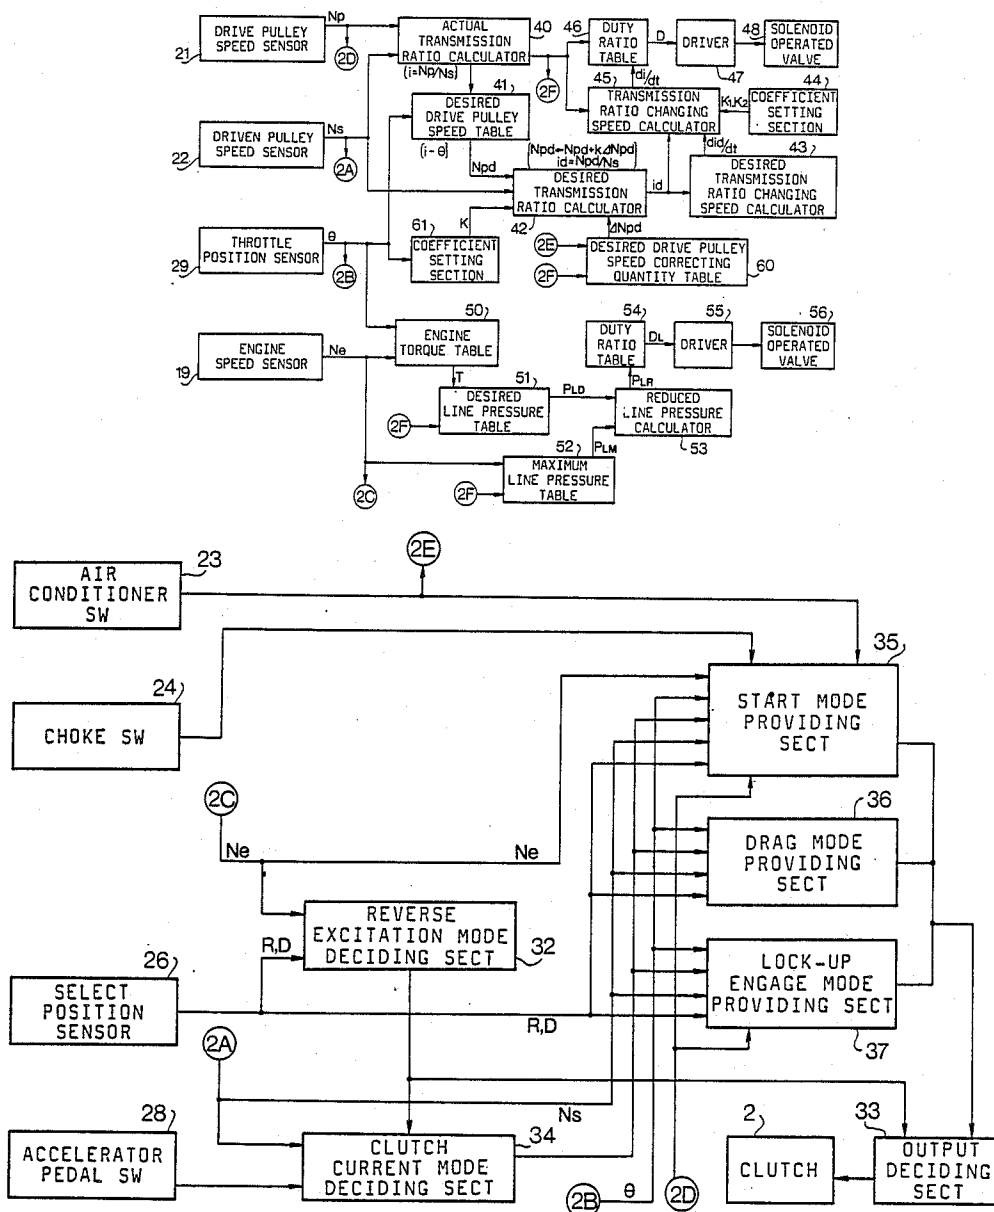 DRIVE PULLEY
SPEED SENSOR
21
Np
2D
ACTUAL
TRANSMISSION
RATIO CALCULATOR
40
(i=Np/Ns)
46
DUTY
RATIO
TABLE
D
DRIVER
47
48
SOLENOID
OPERATED
VALVE
2F
di/dt
DRIVEN PULLEY
SPEED SENSOR
22
Ns
2A
41
DESIRED
DRIVE PULLEY
SPEED TABLE
(i - θ)
Npd
45
TRANSMISSION
RATIO CHANGING
SPEED CALCULATOR
K1,K2
44
COEFFICIENT
SETTING
SECTION
did/dt
43
DESIRED
TRANSMISSION
RATIO CHANGING
SPEED CALCULATOR
(Npd←Npd+kΔNpd)
id=Npd/Ns
DESIRED
TRANSMISSION
RATIO CALCULATOR
42
id
ΔNpd
THROTTLE
POSITION SENSOR
29
θ
2B
K
61
COEFFICIENT
SETTING
SECTION
2E
2F
DESIRED DRIVE PULLEY
SPEED CORRECTING
QUANTITY TABLE
60
ENGINE
SPEED SENSOR
19
Ne
50
ENGINE
TORQUE TABLE
T
54
DUTY
RATIO
TABLE
DL
55
DRIVER
56
SOLENOID
OPERATED
VALVE
PLR
51
DESIRED
LINE PRESSURE
TABLE
2F
PLD
REDUCED
LINE PRESSURE
CALCULATOR
53
PLM
52
MAXIMUM
LINE PRESSURE
TABLE
2F
2C
2E
AIR
CONDITIONER
SW
23
24
CHOKE SW
35
START MODE
PROVIDING
SECT
2C
Ne
Ne
36
DRAG MODE
PROVIDING
SECT
REVERSE
EXCITATION MODE
DECIDING SECT
32
R,D
26
SELECT
POSITION
SENSOR
R,D
LOCK-UP
ENGAGE MODE
PROVIDING SECT
37
2A
Ns
28
ACCELERATOR
PEDAL SW
CLUTCH
CURRENT MODE
DECIDING SECT
34
2B
θ
2D
2
CLUTCH
33
OUTPUT
DECIDING
SECT